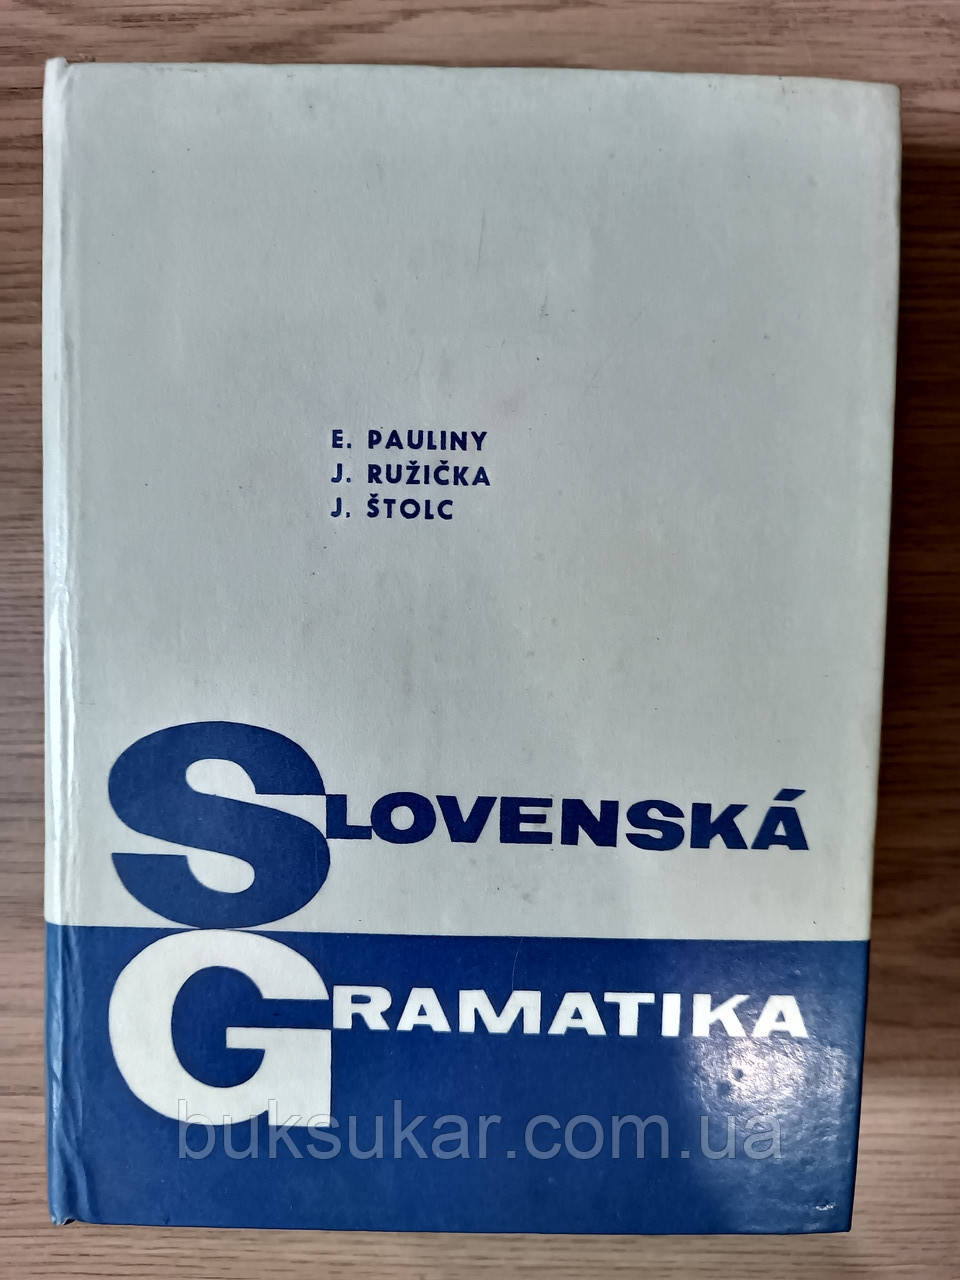 E. PAULINY
J. RUŽIČKA
J. ŠTOLC
SLOVENSKÁ
GRAMATIKA
buksukar.com.ua